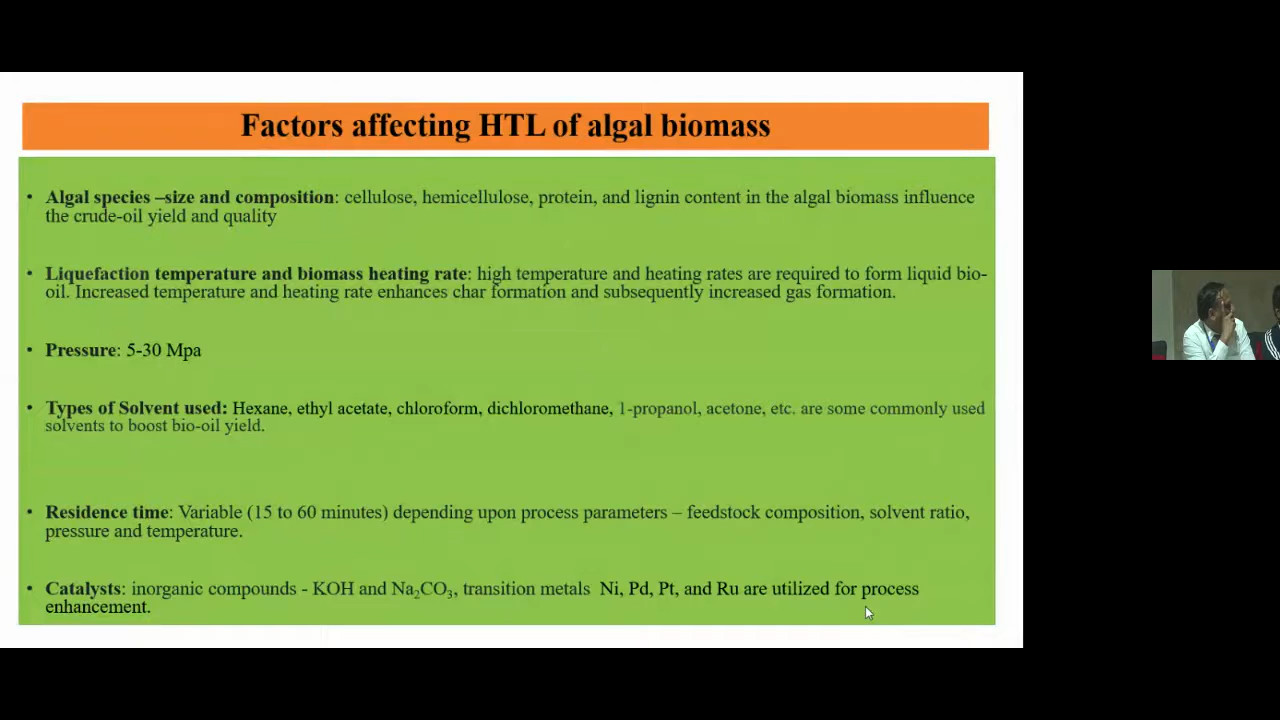 Factors affecting HTL of algal biomass
• Algal species –size and composition: cellulose, hemicellulose, protein, and lignin content in the algal biomass influence
the crude-oil yield and quality
• Liquefaction temperature and biomass heating rate: high temperature and heating rates are required to form liquid bio-
oil. Increased temperature and heating rate enhances char formation and subsequently increased gas formation.
• Pressure: 5-30 Mpa
• Types of Solvent used: Hexane, ethyl acetate, chloroform, dichloromethane, 1-propanol, acetone, etc. are some commonly used
solvents to boost bio-oil yield.
• Residence time: Variable (15 to 60 minutes) depending upon process parameters – feedstock composition, solvent ratio,
pressure and temperature.
• Catalysts: inorganic compounds - KOH and Na₂CO₃, transition metals Ni, Pd, Pt, and Ru are utilized for process
enhancement.